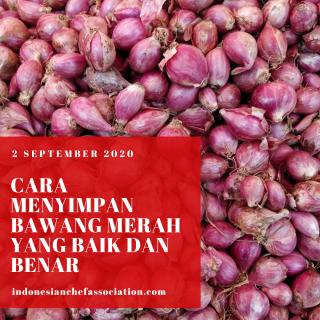 2 SEPTEMBER 2020
CARA
MENYIMPAN
BAWANG MERAH
YANG BAIK DAN
BENAR
indonesianchefassociation.com